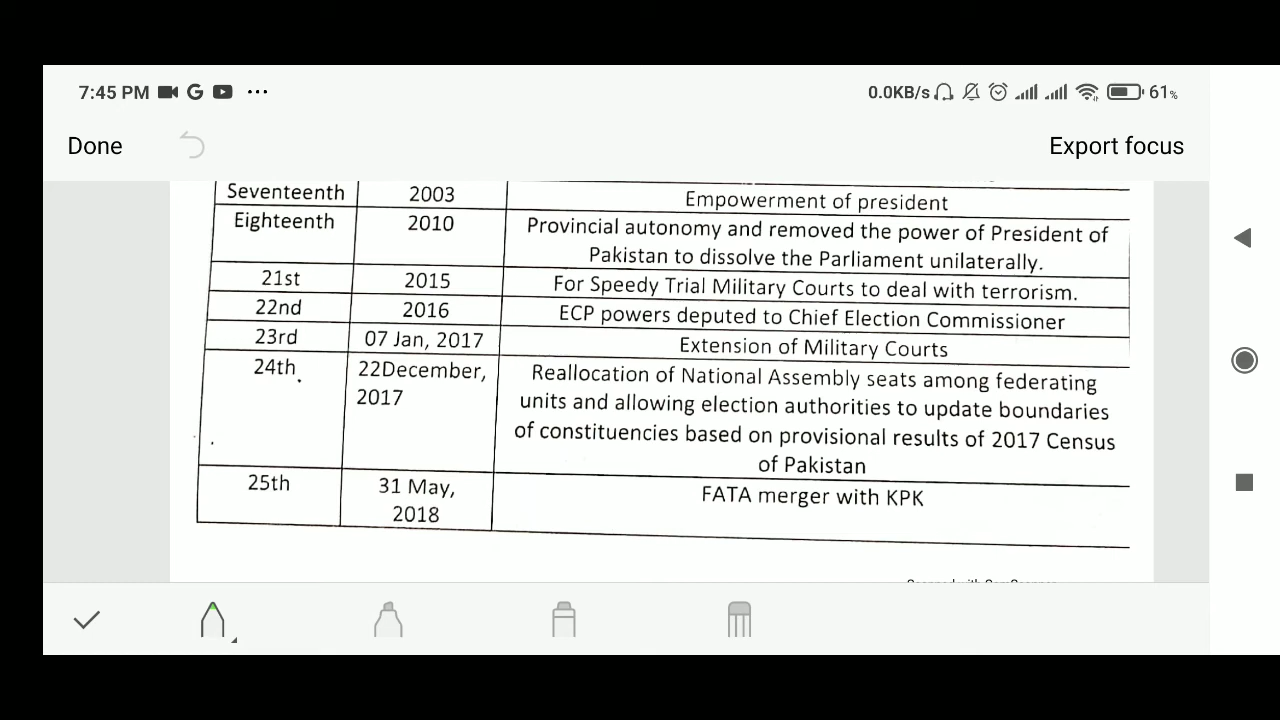 7:45 PM
0.0KB/s 61%
Done
Export focus
Seventeenth 2003 Empowerment of president
Eighteenth 2010 Provincial autonomy and removed the power of President of
Pakistan to dissolve the Parliament unilaterally.
21st 2015 For Speedy Trial Military Courts to deal with terrorism.
22nd 2016 ECP powers deputed to Chief Election Commissioner
23rd 07 Jan, 2017 Extension of Military Courts
24th 22December, Reallocation of National Assembly seats among federating
2017 units and allowing election authorities to update boundaries
of constituencies based on provisional results of 2017 Census
of Pakistan
25th 31 May, FATA merger with KPK
2018